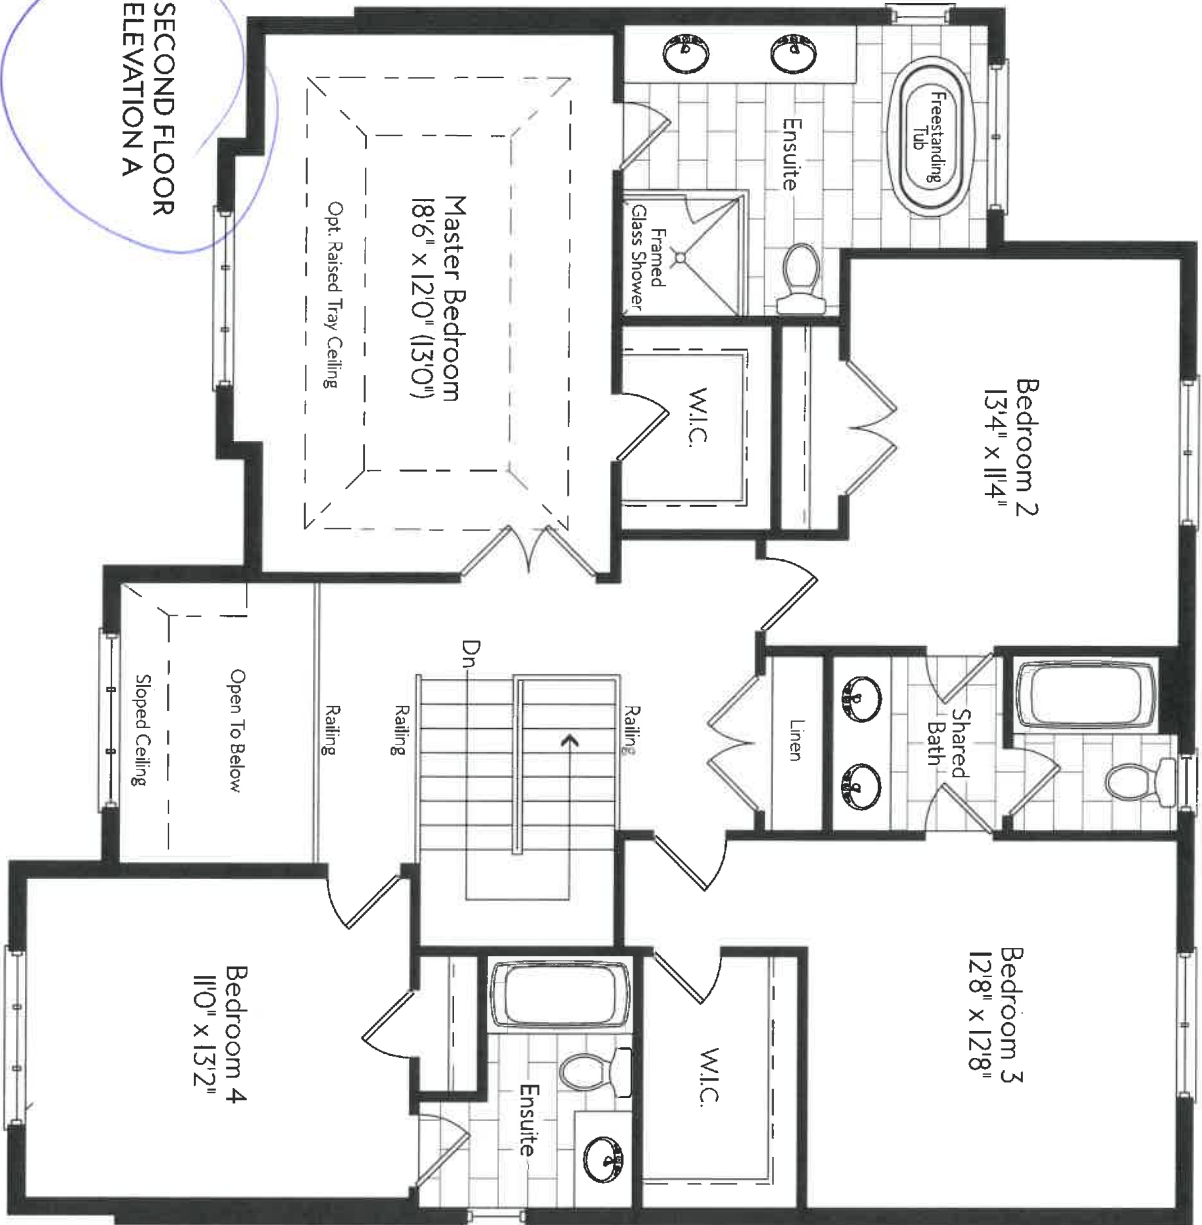 SECOND FLOOR
ELEVATION A
Freestanding
Tub
Ensuite
Framed
Glass Shower
Master Bedroom
18'6" x 12'0" (13'0")
Opt. Raised Tray Ceiling
W.I.C.
Bedroom 2
13'4" x 11'4"
Shared
Bath
Linen
Railing
Dn
Railing
Railing
Open To Below
Sloped Ceiling
Bedroom 3
12'8" x 12'8"
W.I.C.
Ensuite
Bedroom 4
11'0" x 13'2"